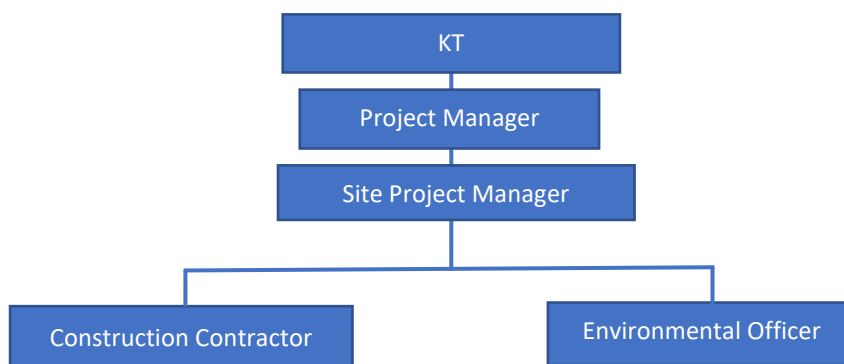 KT
Project Manager
Site Project Manager
Construction Contractor
Environmental Officer